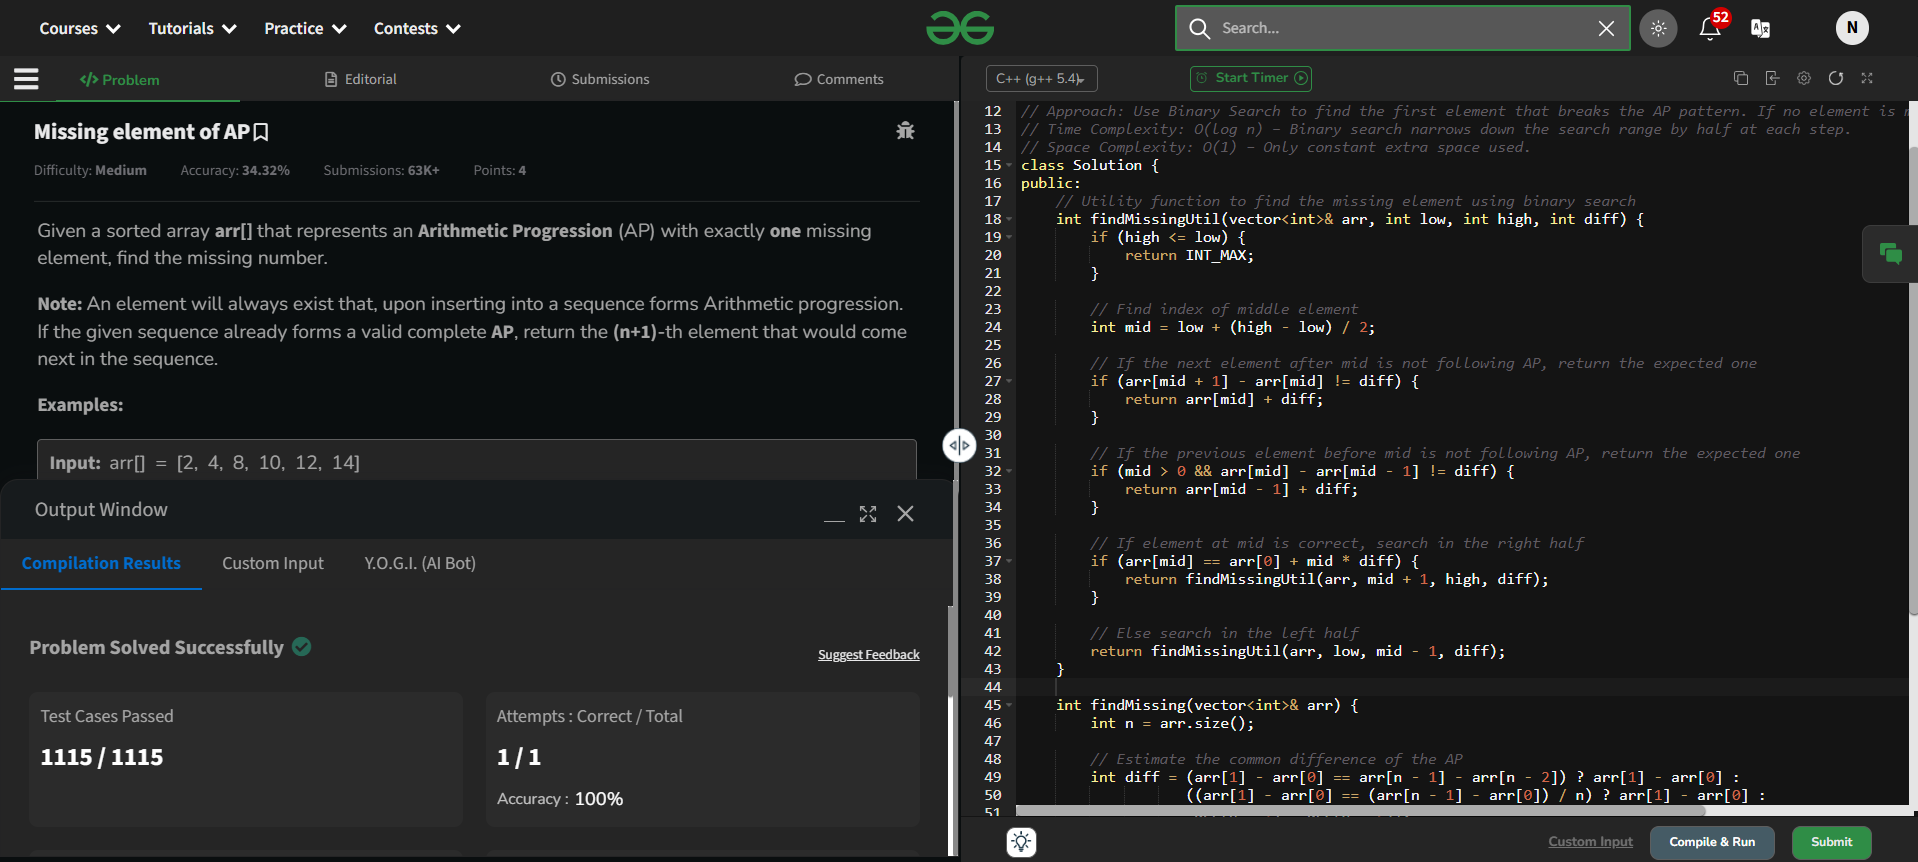 Courses Tutorials Practice Contests
Search...
52
N
Problem Editorial Submissions Comments
C++ (g++ 5.4) Start Timer
Missing element of AP
Difficulty: Medium Accuracy: 34.32% Submissions: 63K+ Points: 4
Given a sorted array arr[] that represents an Arithmetic Progression (AP) with exactly one missing
element, find the missing number.
Note: An element will always exist that, upon inserting into a sequence forms Arithmetic progression.
If the given sequence already forms a valid complete AP, return the (n+1)-th element that would come
next in the sequence.
Examples:
Input: arr[] = [2, 4, 8, 10, 12, 14]
Output Window
Compilation Results Custom Input Y.O.G.I. (AI Bot)
Problem Solved Successfully
Suggest Feedback
Test Cases Passed
1115 / 1115
Attempts : Correct / Total
1 / 1
Accuracy : 100%
12 // Approach: Use Binary Search to find the first element that breaks the AP pattern. If no element is
13 // Time Complexity: O(log n) - Binary search narrows down the search range by half at each step.
14 // Space Complexity: O(1) - Only constant extra space used.
15 class Solution {
16 public:
17 // Utility function to find the missing element using binary search
18 int findMissingUtil(vector<int>& arr, int low, int high, int diff) {
19 if (high <= low) {
20 return INT_MAX;
21 }
22
23 // Find index of middle element
24 int mid = low + (high - low) / 2;
25
26 // If the next element after mid is not following AP, return the expected one
27 if (arr[mid + 1] - arr[mid] != diff) {
28 return arr[mid] + diff;
29 }
30
31 // If the previous element before mid is not following AP, return the expected one
32 if (mid > 0 && arr[mid] - arr[mid - 1] != diff) {
33 return arr[mid - 1] + diff;
34 }
35
36 // If element at mid is correct, search in the right half
37 if (arr[mid] == arr[0] + mid * diff) {
38 return findMissingUtil(arr, mid + 1, high, diff);
39 }
40
41 // Else search in the left half
42 return findMissingUtil(arr, low, mid - 1, diff);
43 }
44
45 int findMissing(vector<int>& arr) {
46 int n = arr.size();
47
48 // Estimate the common difference of the AP
49 int diff = (arr[1] - arr[0] == arr[n - 1] - arr[n - 2]) ? arr[1] - arr[0] :
50 ((arr[1] - arr[0] == (arr[n - 1] - arr[0]) / n) ? arr[1] - arr[0] :
51
Custom Input Compile & Run Submit